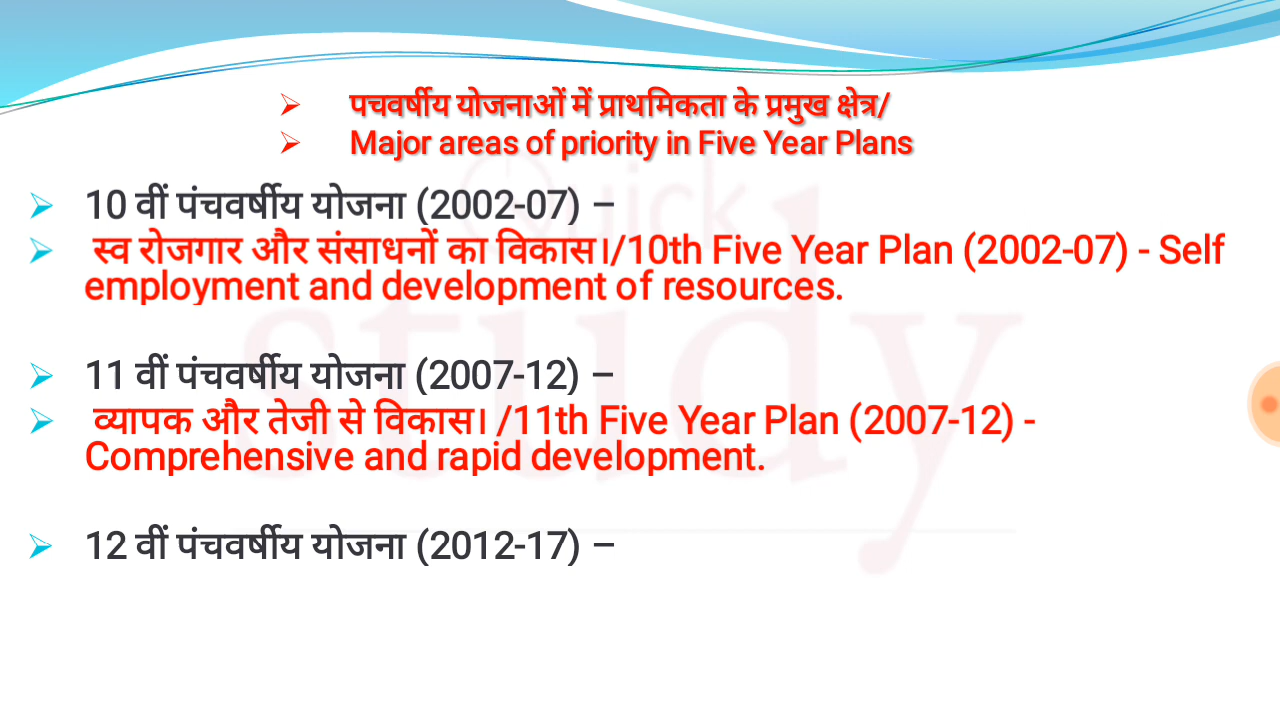 पचवर्षीय योजनाओं में प्राथमिकता के प्रमुख क्षेत्र/
Major areas of priority in Five Year Plans
10 वीं पंचवर्षीय योजना (2002-07) –
स्व रोजगार और संसाधनों का विकास।/10th Five Year Plan (2002-07) - Self
employment and development of resources.
11 वीं पंचवर्षीय योजना (2007-12) –
व्यापक और तेजी से विकास। /11th Five Year Plan (2007-12) -
Comprehensive and rapid development.
12 वीं पंचवर्षीय योजना (2012-17) –
Quick
study